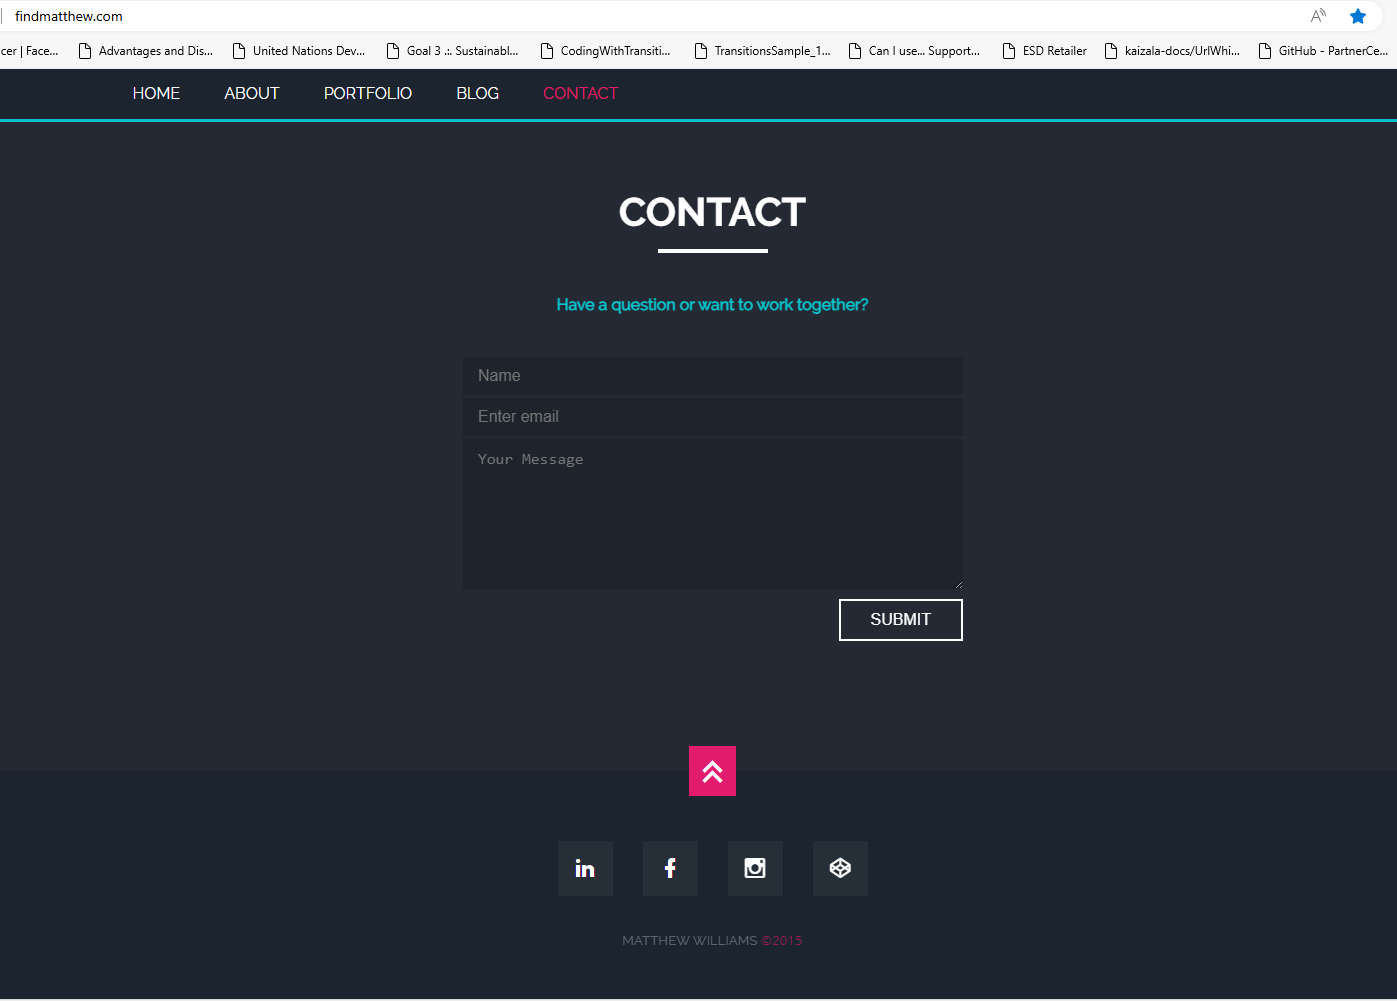 findmatthew.com
cer | Face... Advantages and Dis... United Nations Dev... Goal 3 .:. Sustainabl... CodingWithTransiti... TransitionsSample_1... Can I use... Support... ESD Retailer kaizala-docs/UrlWhi... GitHub - PartnerCe...
HOME ABOUT PORTFOLIO BLOG CONTACT
CONTACT
Have a question or want to work together?
Name
Enter email
Your Message
SUBMIT
MATTHEW WILLIAMS ©2015